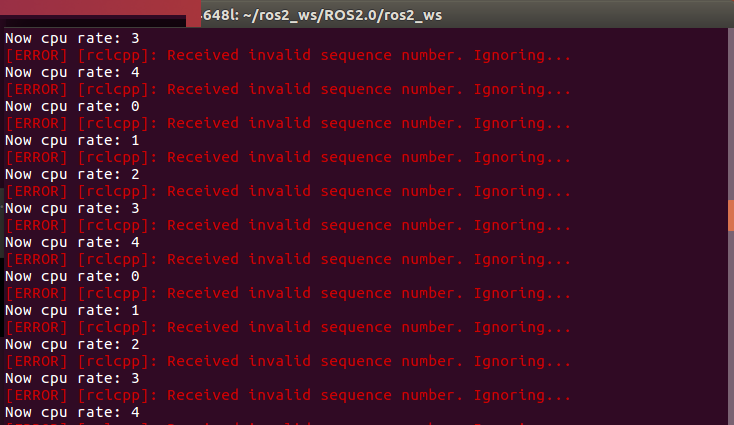 4648l: ~/ros2_ws/ROS2.0/ros2_ws
Now cpu rate: 3
[ERROR] [rclcpp]: Received invalid sequence number. Ignoring...
Now cpu rate: 4
[ERROR] [rclcpp]: Received invalid sequence number. Ignoring...
Now cpu rate: 0
[ERROR] [rclcpp]: Received invalid sequence number. Ignoring...
Now cpu rate: 1
[ERROR] [rclcpp]: Received invalid sequence number. Ignoring...
Now cpu rate: 2
[ERROR] [rclcpp]: Received invalid sequence number. Ignoring...
Now cpu rate: 3
[ERROR] [rclcpp]: Received invalid sequence number. Ignoring...
Now cpu rate: 4
[ERROR] [rclcpp]: Received invalid sequence number. Ignoring...
Now cpu rate: 0
[ERROR] [rclcpp]: Received invalid sequence number. Ignoring...
Now cpu rate: 1
[ERROR] [rclcpp]: Received invalid sequence number. Ignoring...
Now cpu rate: 2
[ERROR] [rclcpp]: Received invalid sequence number. Ignoring...
Now cpu rate: 3
[ERROR] [rclcpp]: Received invalid sequence number. Ignoring...
Now cpu rate: 4